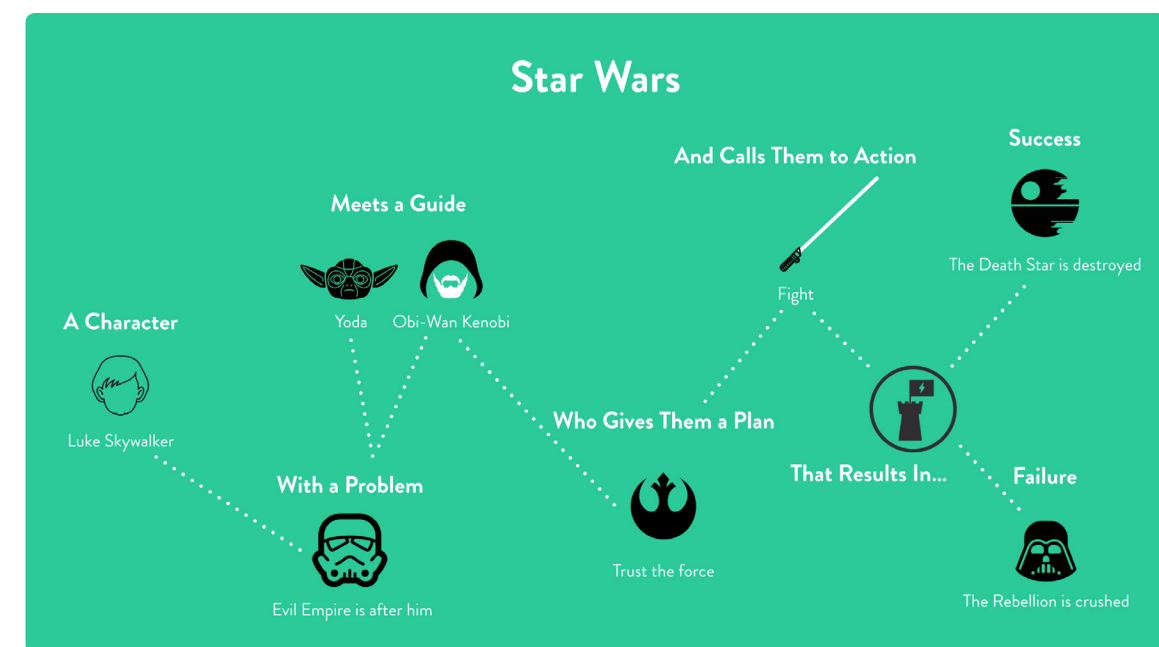 Star Wars
A Character
Luke Skywalker
With a Problem
Evil Empire is after him
Meets a Guide
Yoda
Obi-Wan Kenobi
Who Gives Them a Plan
Trust the force
And Calls Them to Action
Fight
That Results In...
Success
The Death Star is destroyed
Failure
The Rebellion is crushed